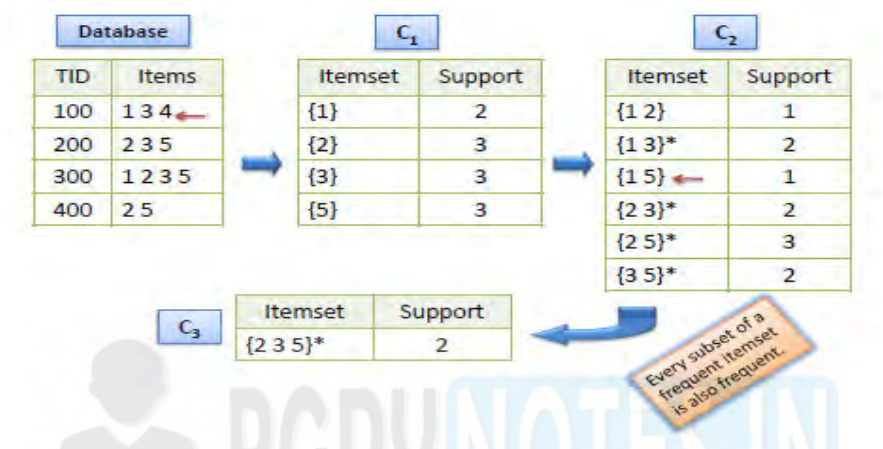 Database
C1
C2
TID Items
100 1 3 4
200 2 3 5
300 1 2 3 5
400 2 5
Itemset Support
{1} 2
{2} 3
{3} 3
{5} 3
Itemset Support
{1 2} 1
{1 3}* 2
{1 5} 1
{2 3}* 2
{2 5}* 3
{3 5}* 2
C3
Itemset Support
{2 3 5}* 2
Every subset of a
frequent itemset
is also frequent.